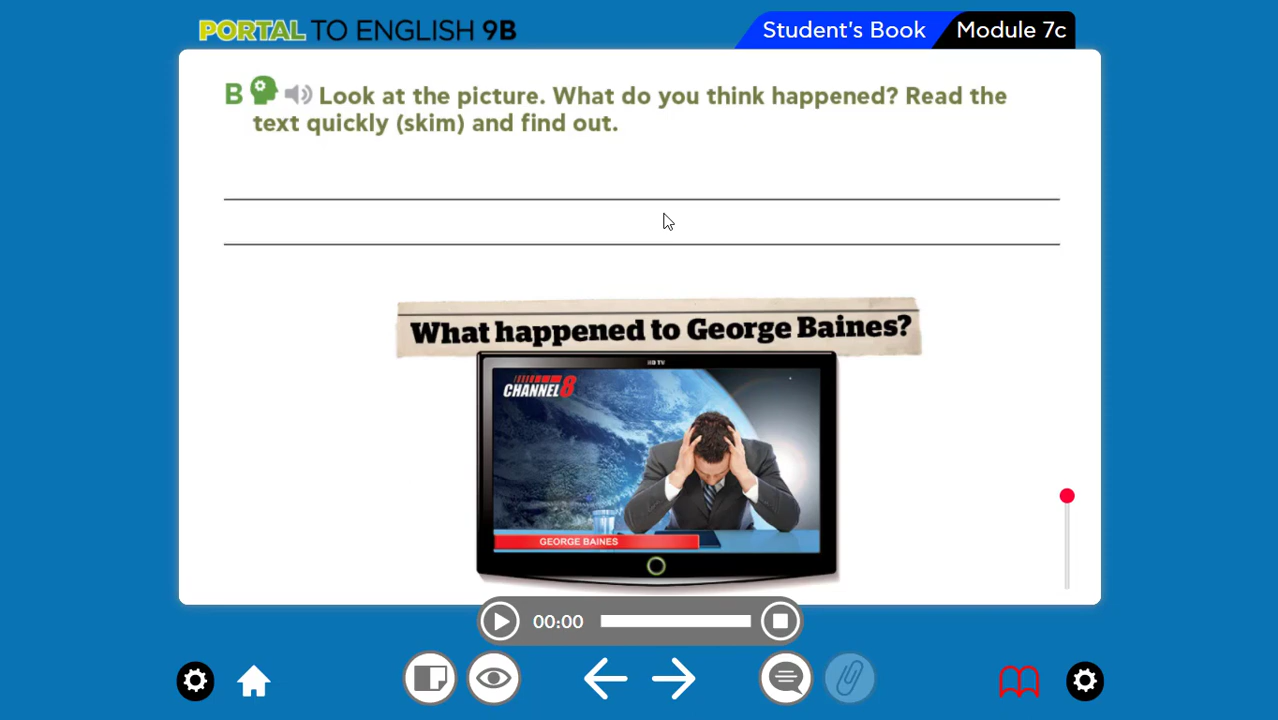 PORTAL TO ENGLISH 9B
Student's Book
Module 7c
B Look at the picture. What do you think happened? Read the
text quickly (skim) and find out.
What happened to George Baines?
HD TV
CHANNEL 8
GEORGE BAINES
00:00